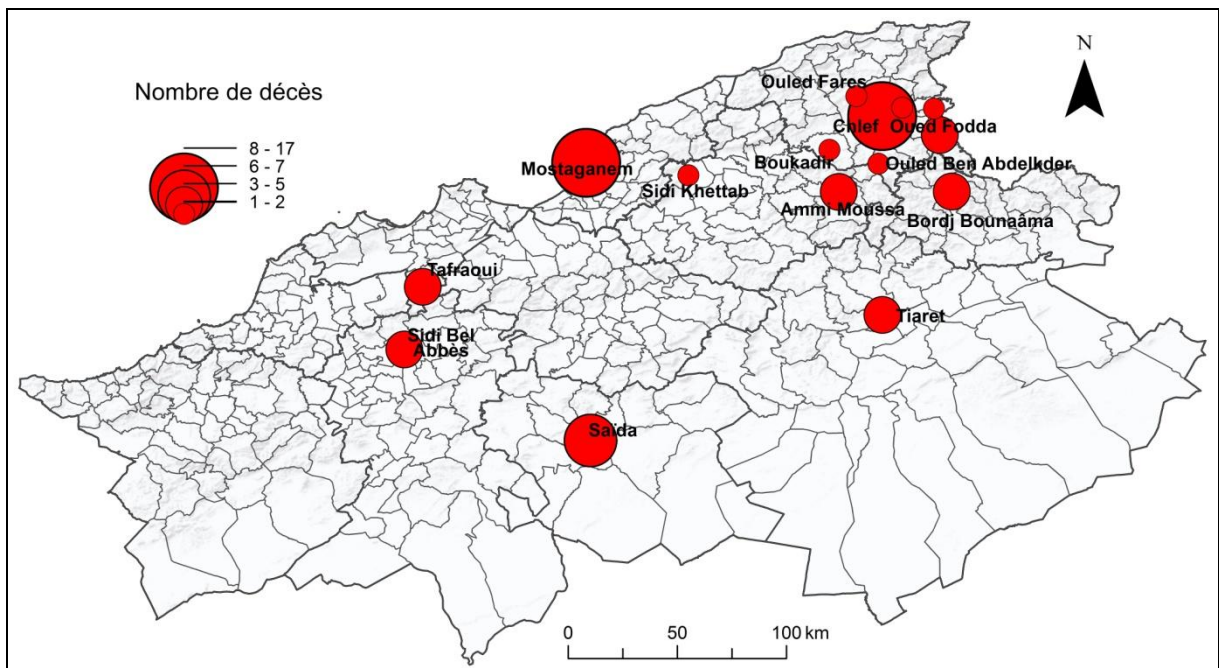 N
Nombre de décès
8 - 17
6 - 7
3 - 5
1 - 2
Ouled Fares
Chlef
Oued Fodda
Mostaganem
Boukadir
Ouled Ben Abdelkder
Sidi Khettab
Ammi Moussa
Bordj Bounaâma
Tafraoui
Tiaret
Sidi Bel
Abbès
Saïda
0
50
100 km